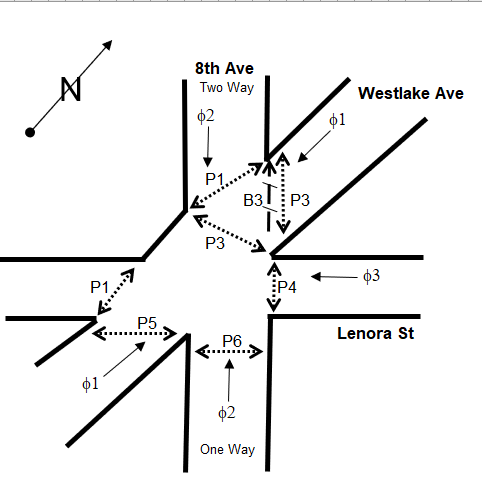 N
8th Ave
Two Way
Westlake Ave
ϕ2
ϕ1
P1
B3
P3
P3
ϕ3
P1
P4
P5
P6
Lenora St
ϕ1
ϕ2
One Way